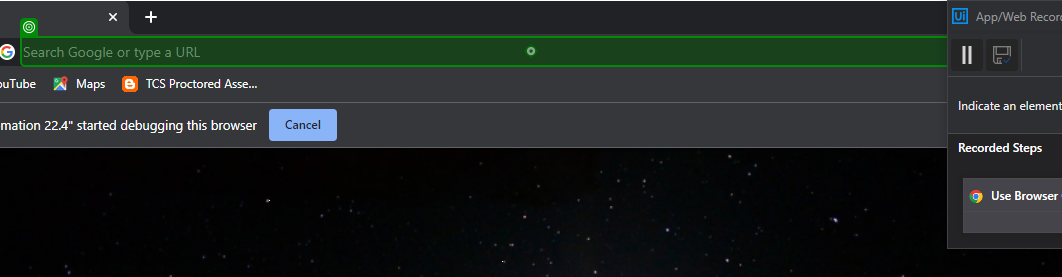 Ui App/Web Recor
Search Google or type a URL
ouTube Maps TCS Proctored Asse...
Indicate an element
mation 22.4" started debugging this browser Cancel
Recorded Steps
Use Browser